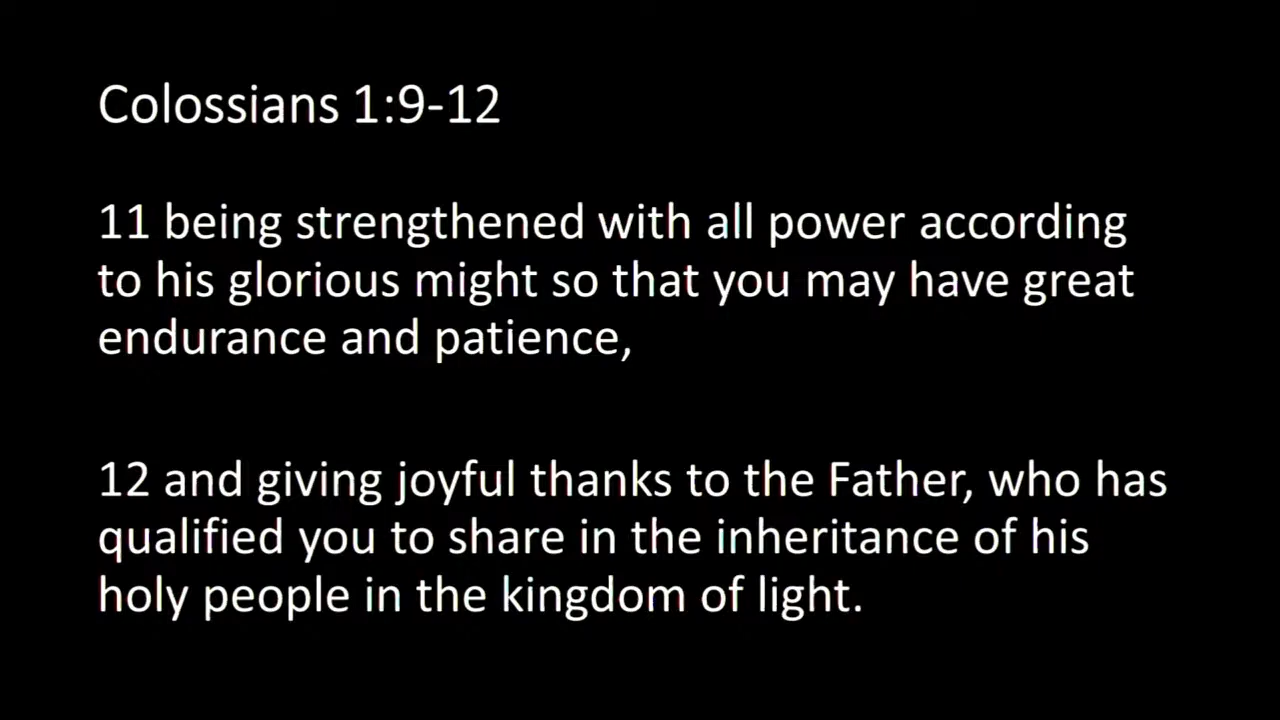 Colossians 1:9-12
11 being strengthened with all power according
to his glorious might so that you may have great
endurance and patience,
12 and giving joyful thanks to the Father, who has
qualified you to share in the inheritance of his
holy people in the kingdom of light.